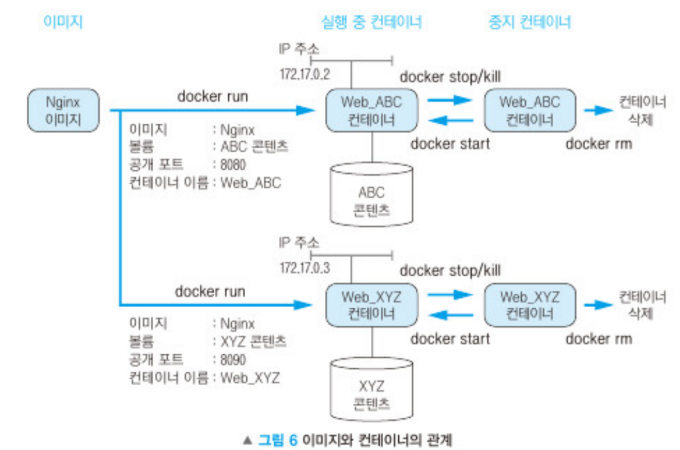 이미지
실행 중 컨테이너
중지 컨테이너
IP 주소
172.17.0.2
docker stop/kill
Nginx
이미지
docker run
Web_ABC
컨테이너
Web_ABC
컨테이너
컨테이너
삭제
이미지 : Nginx
볼륨 : ABC 콘텐츠
공개 포트 : 8080
컨테이너 이름 : Web_ABC
docker start
docker rm
ABC
콘텐츠
IP 주소
172.17.0.3
docker stop/kill
docker run
Web_XYZ
컨테이너
Web_XYZ
컨테이너
컨테이너
삭제
이미지 : Nginx
볼륨 : XYZ 콘텐츠
공개 포트 : 8090
컨테이너 이름 : Web_XYZ
docker start
docker rm
XYZ
콘텐츠
▲ 그림 6 이미지와 컨테이너의 관계